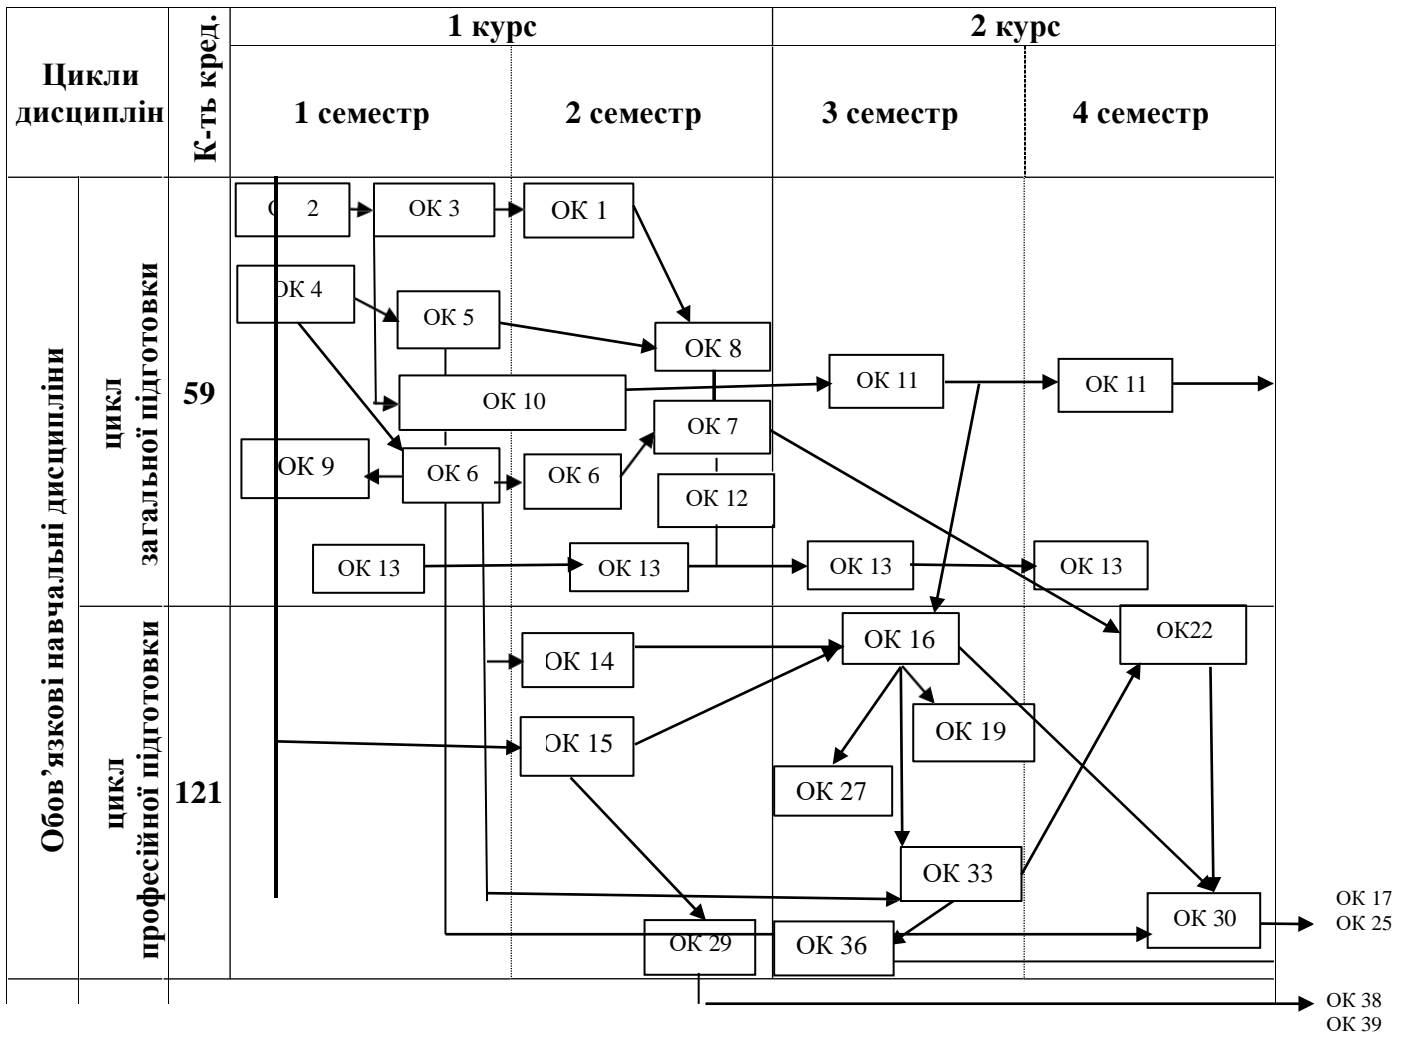 Цикли
дисциплін
К-ть кред.
1 курс
2 курс
1 семестр
2 семестр
3 семестр
4 семестр
Обов’язкові навчальні дисципліни
цикл
загальної підготовки
59
2
ОК 3
ОК 1
ОК 4
ОК 5
ОК 8
ОК 10
ОК 11
ОК 11
ОК 7
ОК 9
ОК 6
ОК 6
ОК 12
ОК 13
ОК 13
ОК 13
ОК 13
цикл
професійної підготовки
121
ОК 14
ОК 16
ОК22
ОК 15
ОК 19
ОК 27
ОК 33
ОК 29
ОК 36
ОК 30
ОК 17
ОК 25
ОК 38
ОК 39